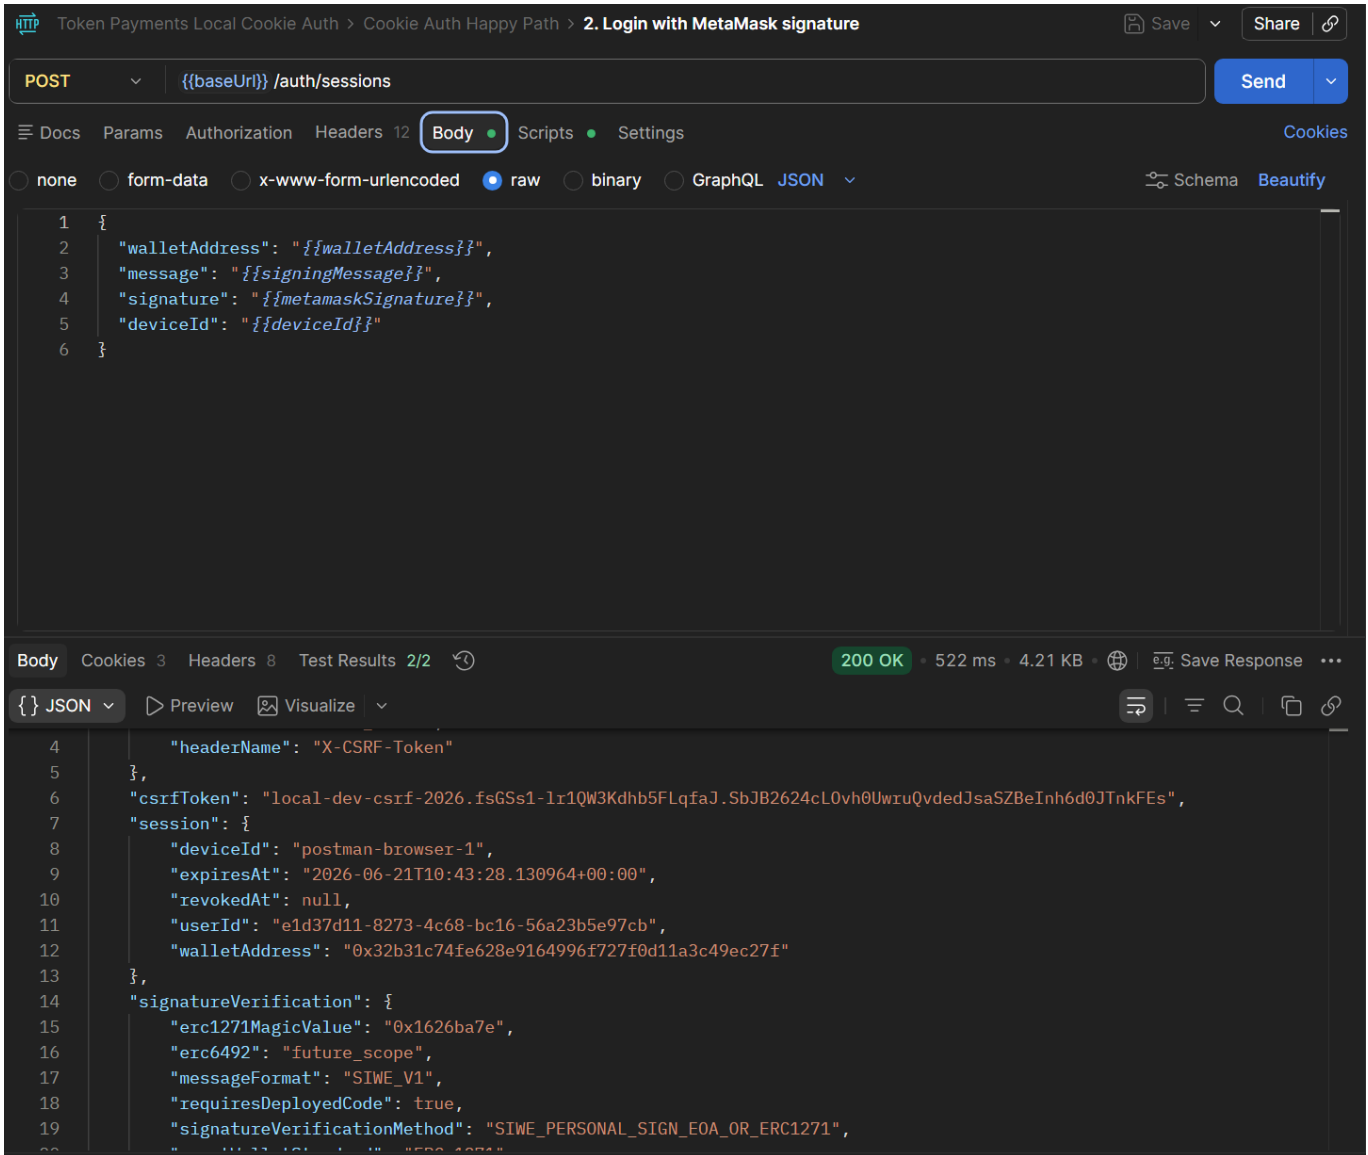 HTTP Token Payments Local Cookie Auth > Cookie Auth Happy Path > 2. Login with MetaMask signature Save Share
POST {{baseUrl}} /auth/sessions Send
Docs Params Authorization Headers 12 Body Scripts Settings Cookies
none form-data x-www-form-urlencoded raw binary GraphQL JSON Schema Beautify
1 {
2 "walletAddress": "{{walletAddress}}",
3 "message": "{{signingMessage}}",
4 "signature": "{{metamaskSignature}}",
5 "deviceId": "{{deviceId}}"
6 }
Body Cookies 3 Headers 8 Test Results 2/2 200 OK 522 ms 4.21 KB e.g. Save Response
{} JSON Preview Visualize
4 "headerName": "X-CSRF-Token"
5 },
6 "csrfToken": "local-dev-csrf-2026.fsGSs1-lr1QW3Kdhb5FLqfaJ.SbJB2624cLOvh0UwruQvdedJsaSZBeInh6d0JTnkFEs",
7 "session": {
8 "deviceId": "postman-browser-1",
9 "expiresAt": "2026-06-21T10:43:28.130964+00:00",
10 "revokedAt": null,
11 "userId": "e1d37d11-8273-4c68-bc16-56a23b5e97cb",
12 "walletAddress": "0x32b31c74fe628e9164996f727f0d11a3c49ec27f"
13 },
14 "signatureVerification": {
15 "erc1271MagicValue": "0x1626ba7e",
16 "erc6492": "future_scope",
17 "messageFormat": "SIWE_V1",
18 "requiresDeployedCode": true,
19 "signatureVerificationMethod": "SIWE_PERSONAL_SIGN_EOA_OR_ERC1271",